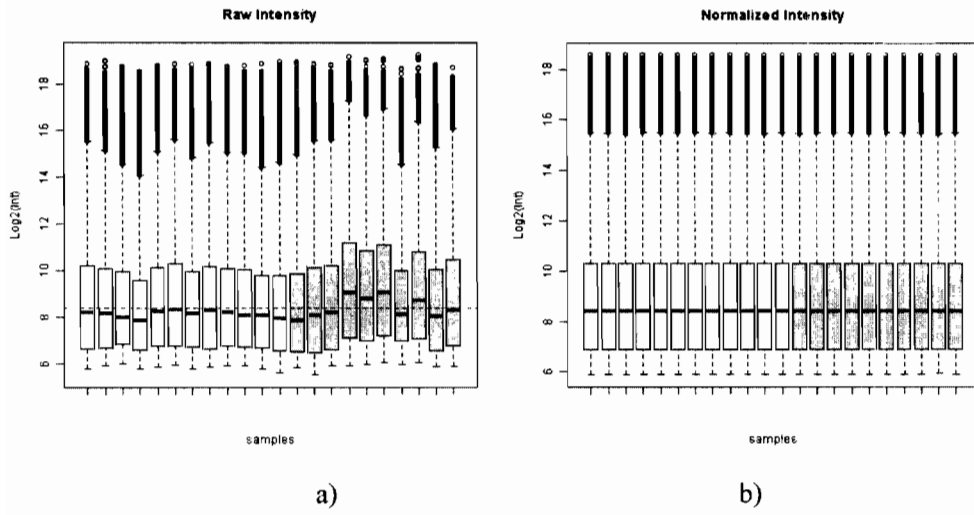 Raw Intensity
Log2(Int)
18
16
14
12
10
8
6
samples
a)
Normalized Intensity
Log2(Int)
18
16
14
12
10
8
6
samples
b)